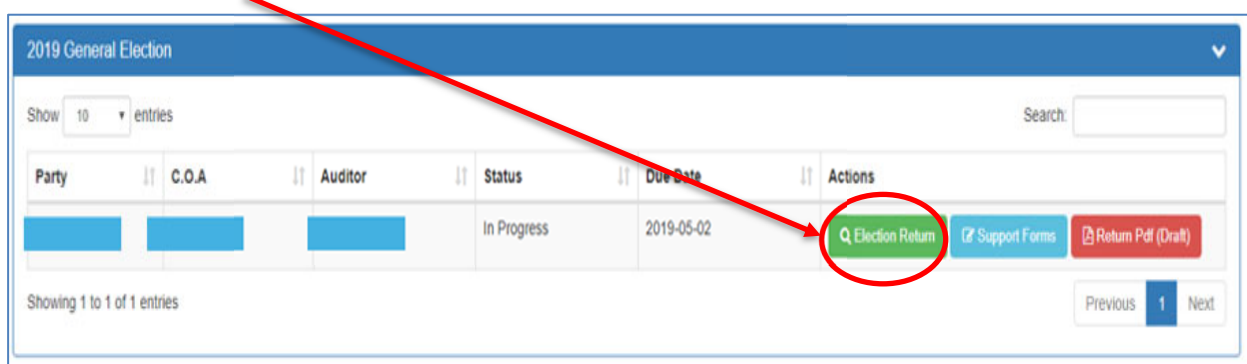 2019 General Election
Show 10 entries Search:
Party C.O.A Auditor Status Due Date Actions
In Progress 2019-05-02 Election Return Support Forms Return Pdf (Draft)
Showing 1 to 1 of 1 entries Previous 1 Next